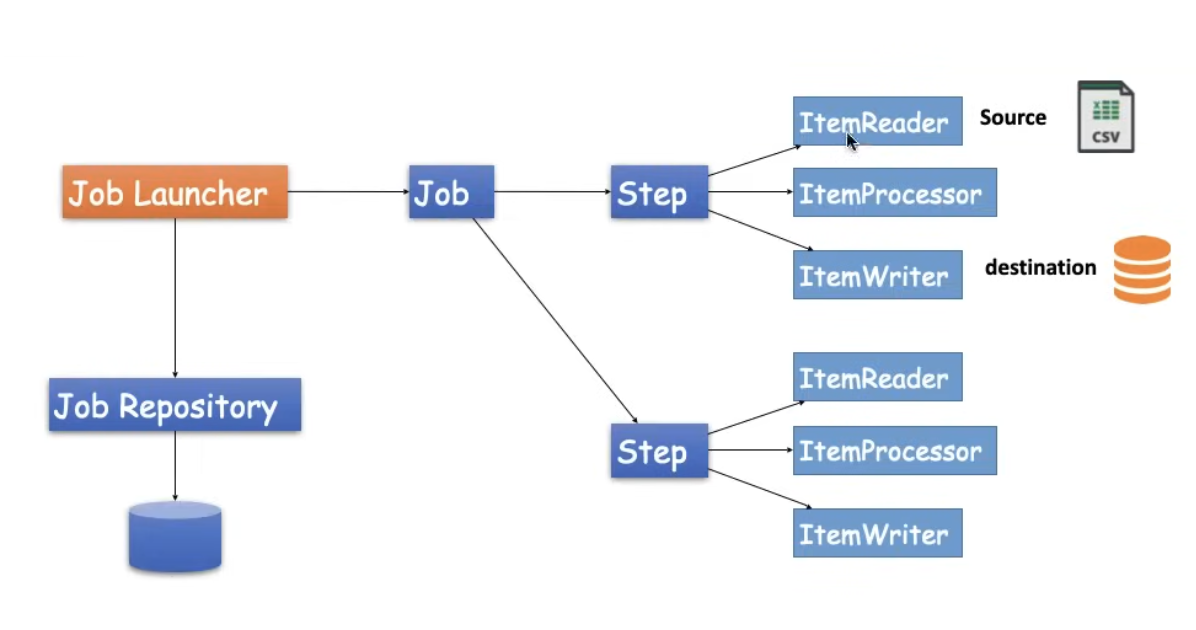 ItemReader
Source
CSV
Job Launcher
Job
Step
ItemProcessor
ItemWriter
destination
Job Repository
Step
ItemReader
ItemProcessor
ItemWriter